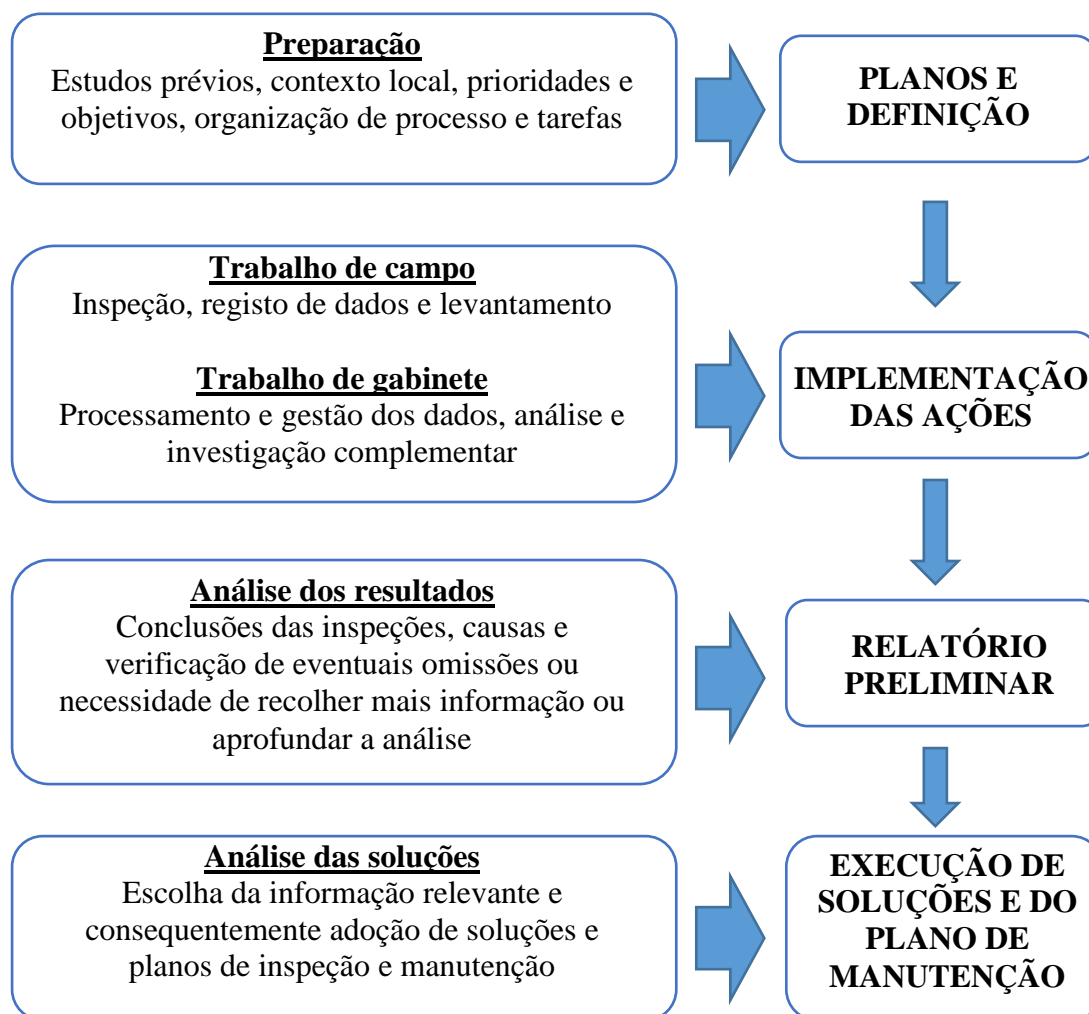 Preparação
Estudos prévios, contexto local, prioridades e
objetivos, organização de processo e tarefas
PLANOS E
DEFINIÇÃO
Trabalho de campo
Inspeção, registo de dados e levantamento
Trabalho de gabinete
Processamento e gestão dos dados, análise e
investigação complementar
IMPLEMENTAÇÃO
DAS AÇÕES
Análise dos resultados
Conclusões das inspeções, causas e
verificação de eventuais omissões ou
necessidade de recolher mais informação ou
aprofundar a análise
RELATÓRIO
PRELIMINAR
Análise das soluções
Escolha da informação relevante e
consequentemente adoção de soluções e
planos de inspeção e manutenção
EXECUÇÃO DE
SOLUÇÕES E DO
PLANO DE
MANUTENÇÃO